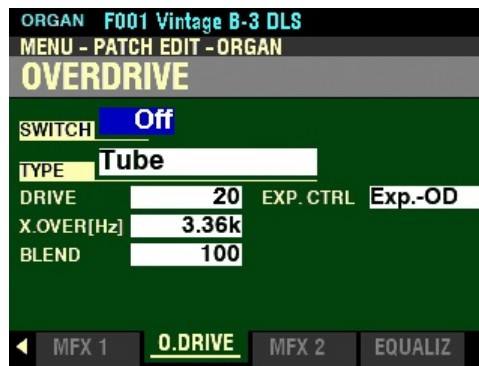 ORGAN F001 Vintage B-3 DLS
MENU - PATCH EDIT - ORGAN
OVERDRIVE
SWITCH Off
TYPE Tube
DRIVE 20 EXP. CTRL Exp.-OD
X.OVER[Hz] 3.36k
BLEND 100
MFX 1 O.DRIVE MFX 2 EQUALIZ